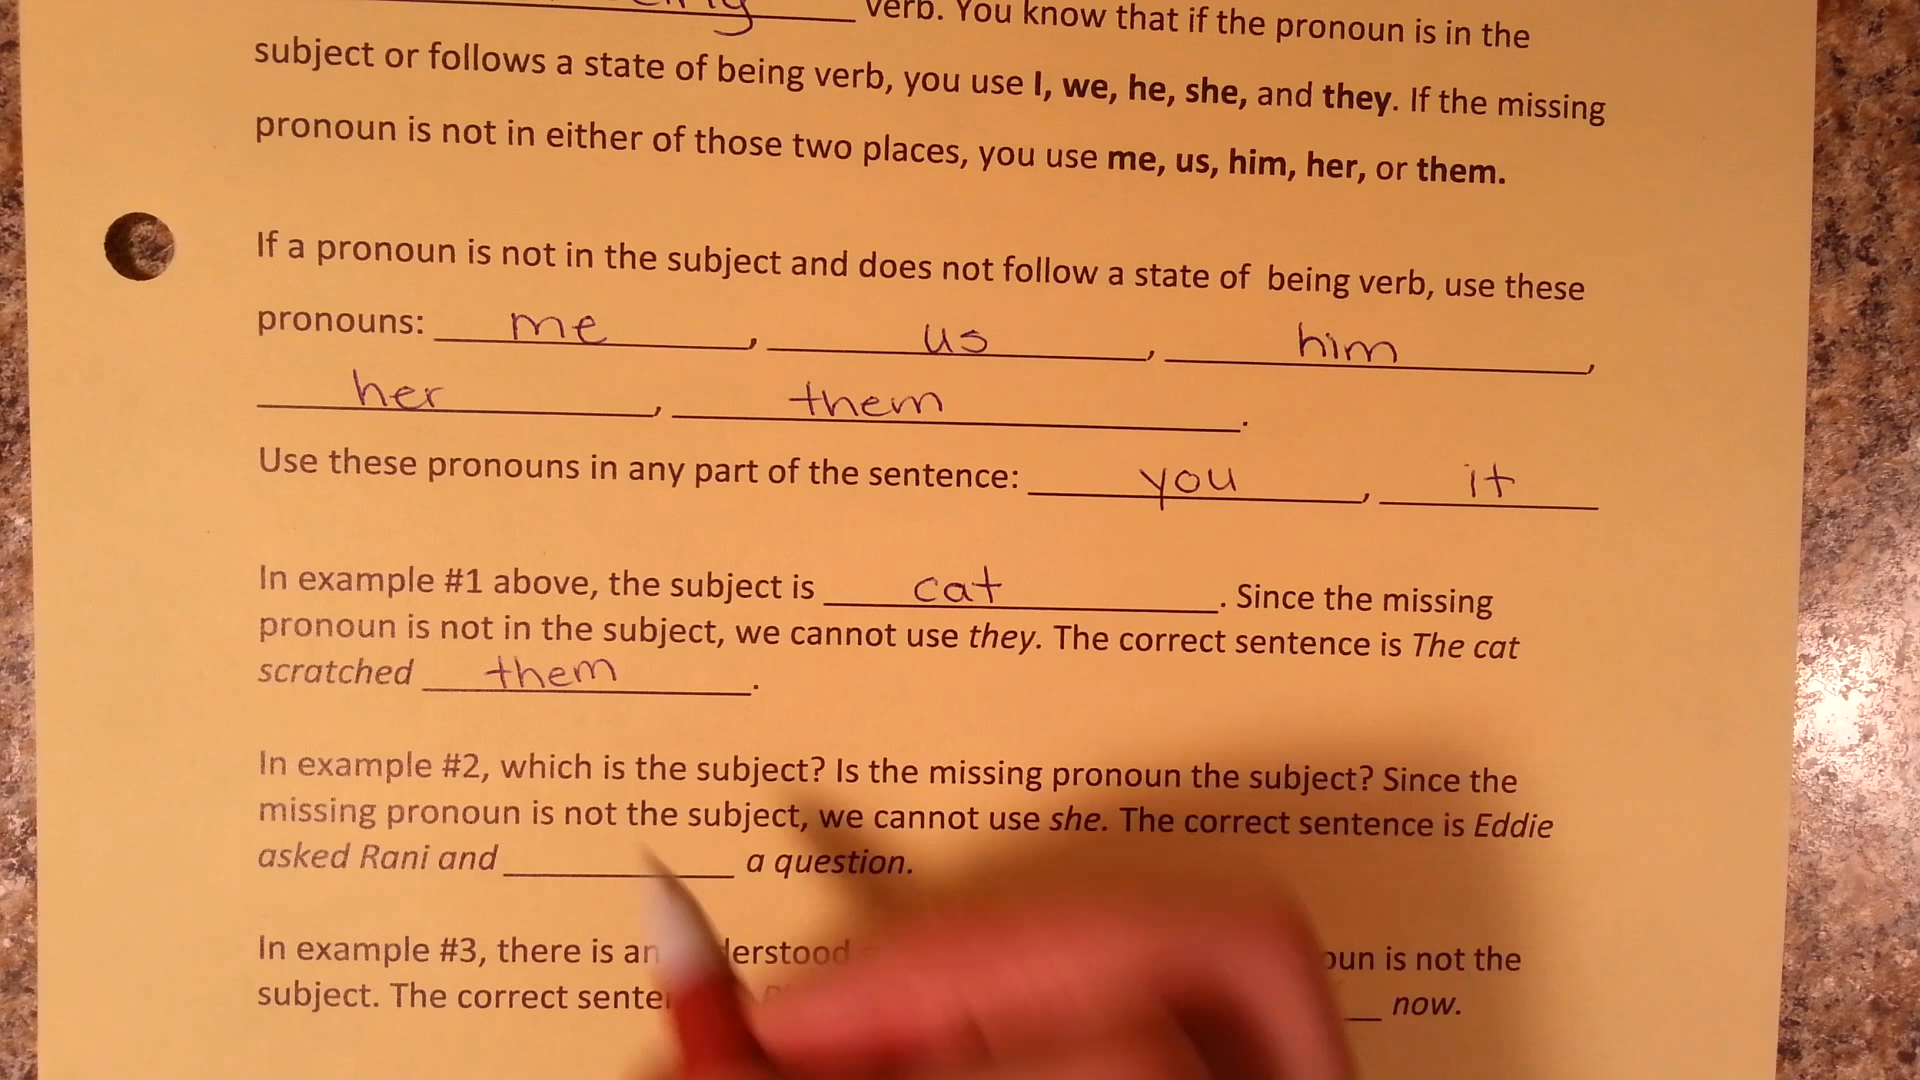 verb. You know that if the pronoun is in the
subject or follows a state of being verb, you use I, we, he, she, and they. If the missing
pronoun is not in either of those two places, you use me, us, him, her, or them.
If a pronoun is not in the subject and does not follow a state of being verb, use these
pronouns: me, us, him,
her, them.
Use these pronouns in any part of the sentence: you, it
In example #1 above, the subject is cat. Since the missing
pronoun is not in the subject, we cannot use they. The correct sentence is The cat
scratched them.
In example #2, which is the subject? Is the missing pronoun the subject? Since the
missing pronoun is not the subject, we cannot use she. The correct sentence is Eddie
asked Rani and ________ a question.
In example #3, there is an is not the
subject. The correct now.